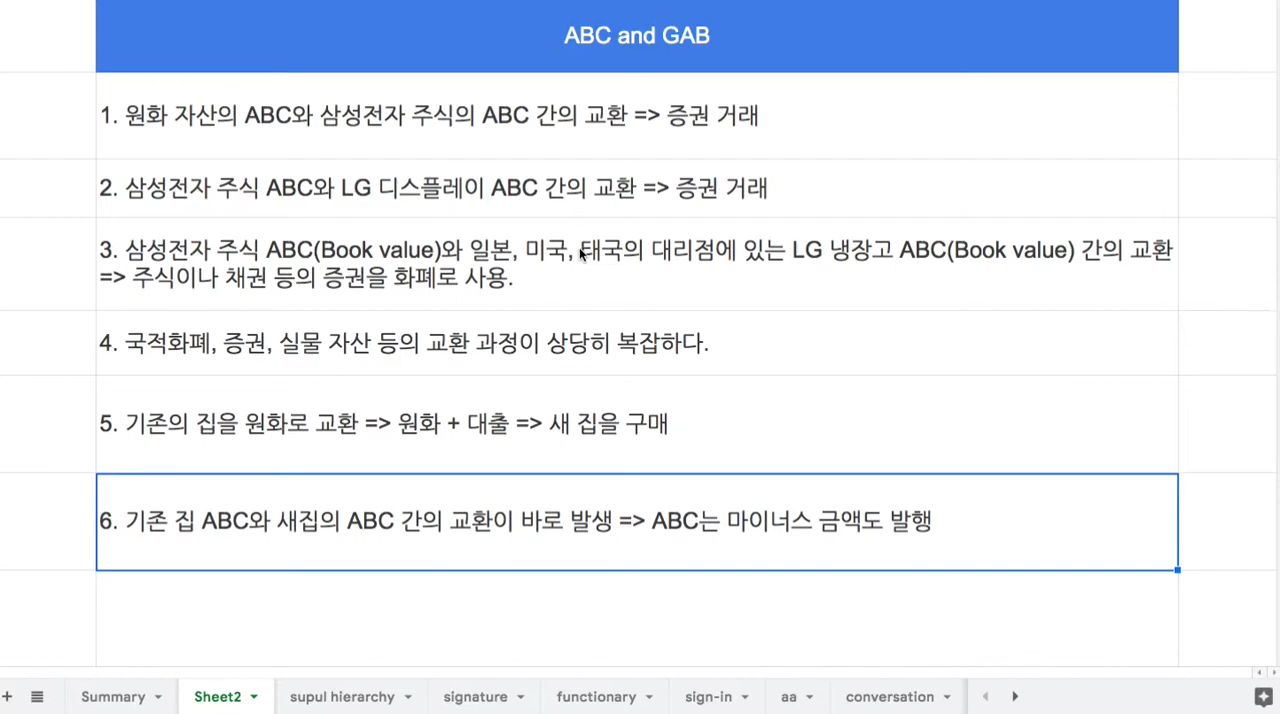 ABC and GAB
1. 원화 자산의 ABC와 삼성전자 주식의 ABC 간의 교환 => 증권 거래
2. 삼성전자 주식 ABC와 LG 디스플레이 ABC 간의 교환 => 증권 거래
3. 삼성전자 주식 ABC(Book value)와 일본, 미국, 태국의 대리점에 있는 LG 냉장고 ABC(Book value) 간의 교환
=> 주식이나 채권 등의 증권을 화폐로 사용.
4. 국적화폐, 증권, 실물 자산 등의 교환 과정이 상당히 복잡하다.
5. 기존의 집을 원화로 교환 => 원화 + 대출 => 새 집을 구매
6. 기존 집 ABC와 새집의 ABC 간의 교환이 바로 발생 => ABC는 마이너스 금액도 발행
+ Summary Sheet2 supul hierarchy signature functionary sign-in aa conversation